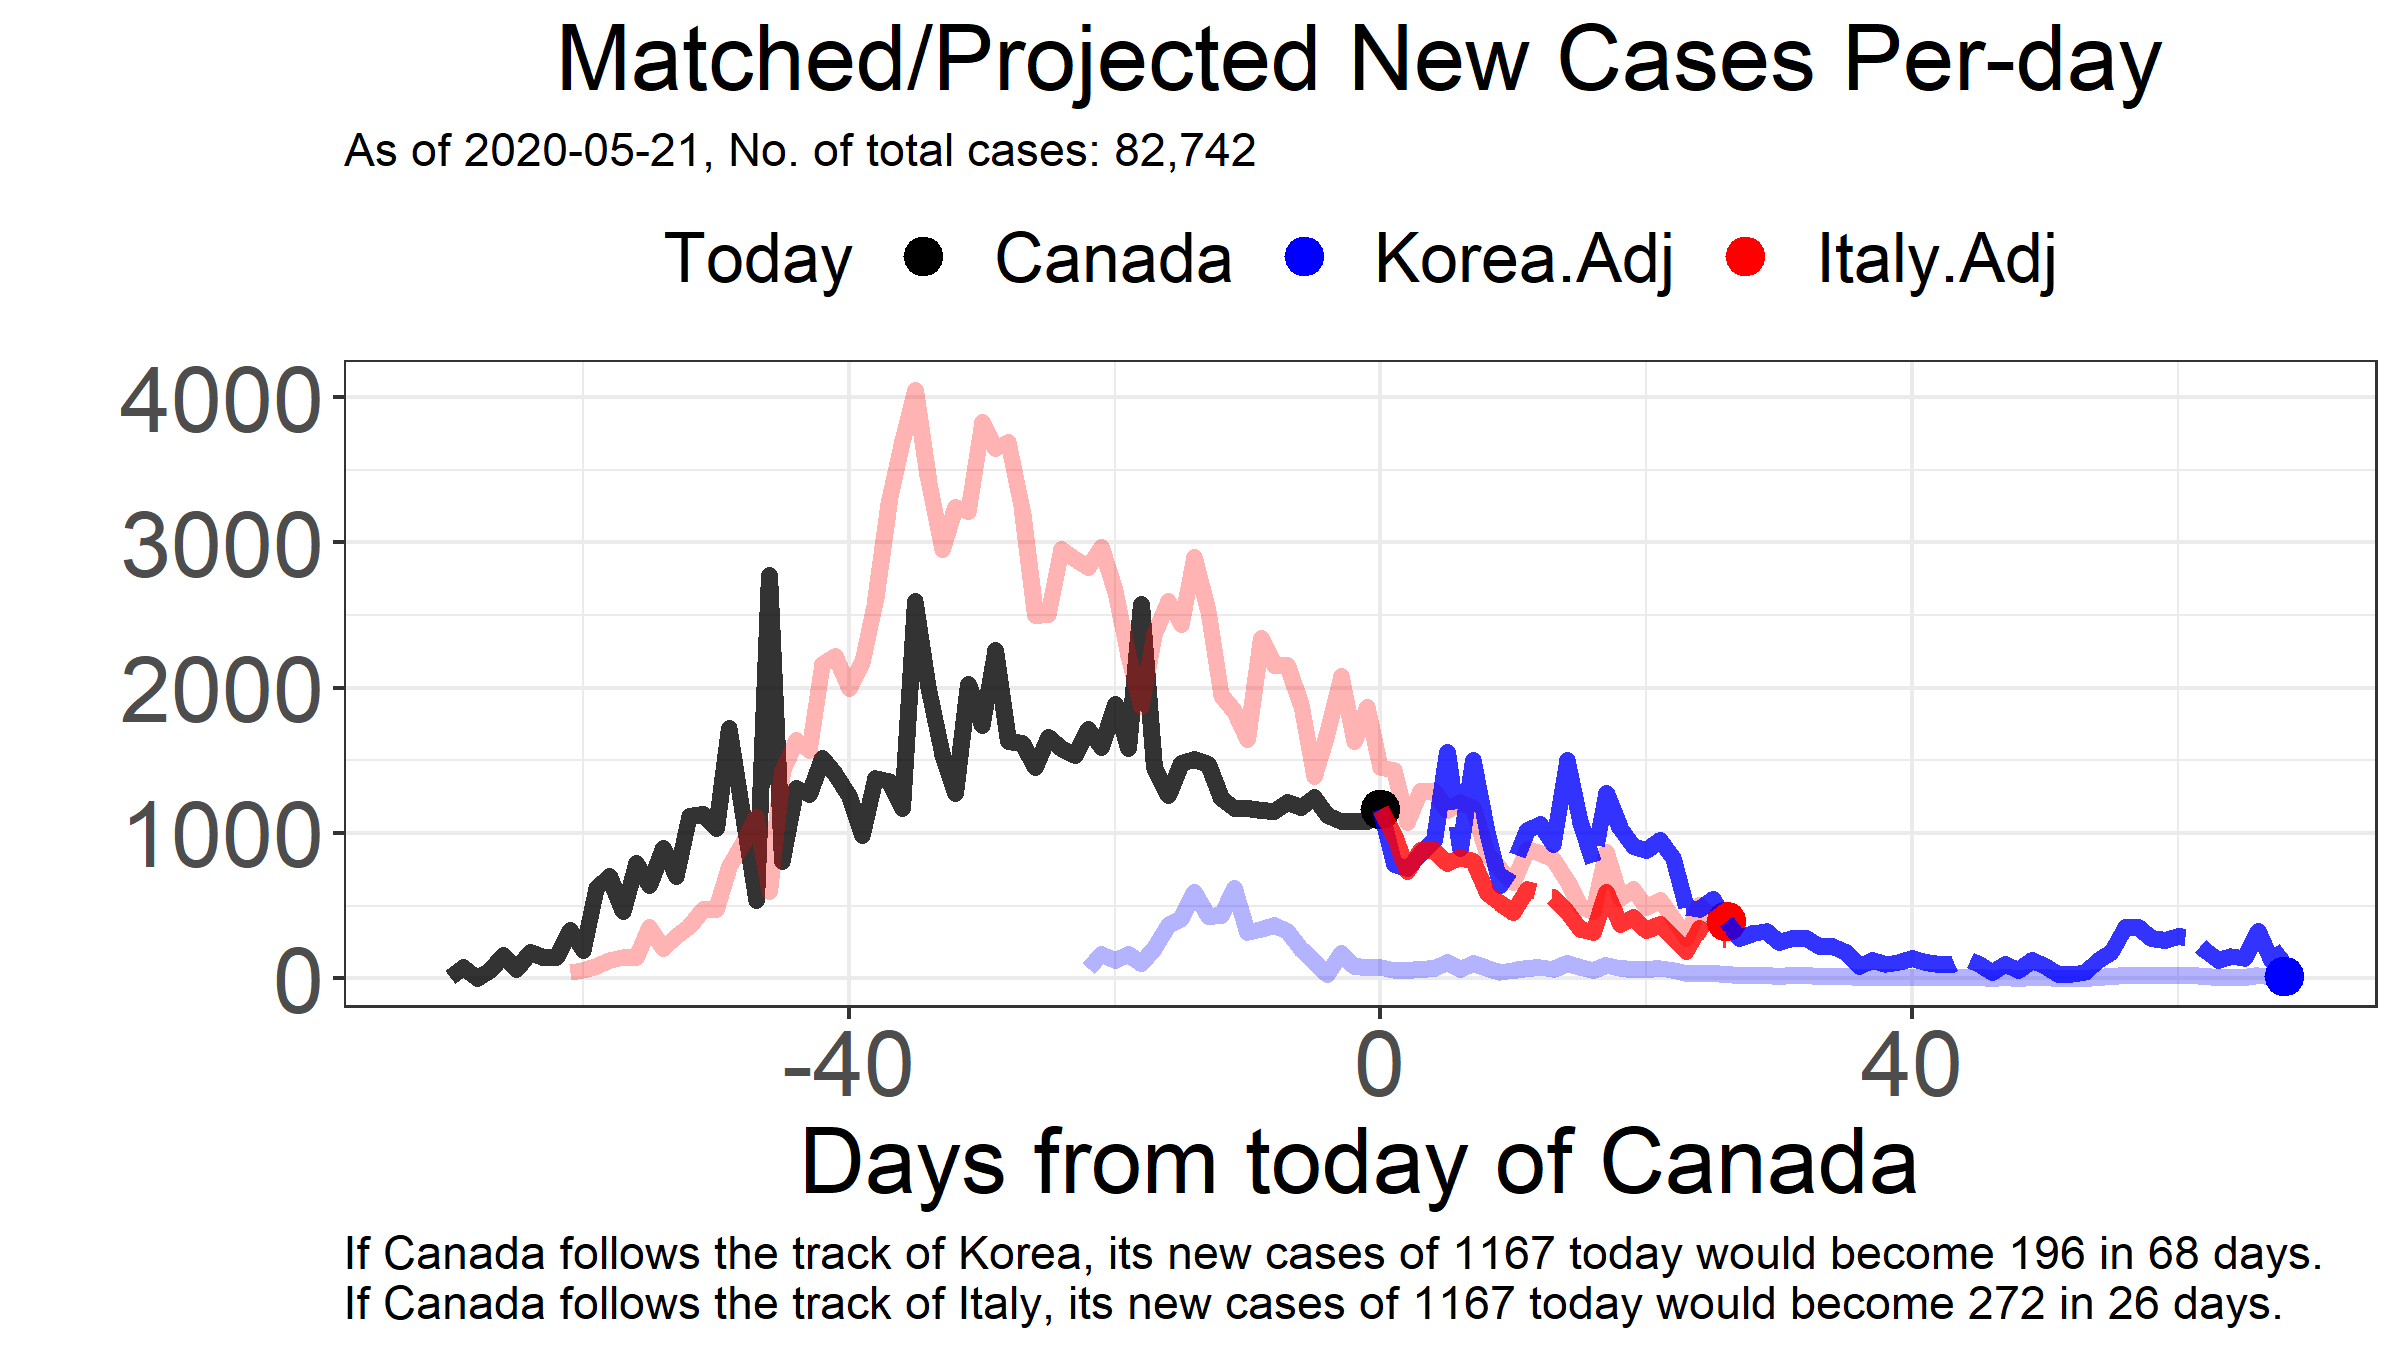 Matched/Projected New Cases Per-day
As of 2020-05-21, No. of total cases: 82,742
Today Canada Korea.Adj Italy.Adj
4000
3000
2000
1000
0
-40 0 40
Days from today of Canada
If Canada follows the track of Korea, its new cases of 1167 today would become 196 in 68 days.
If Canada follows the track of Italy, its new cases of 1167 today would become 272 in 26 days.